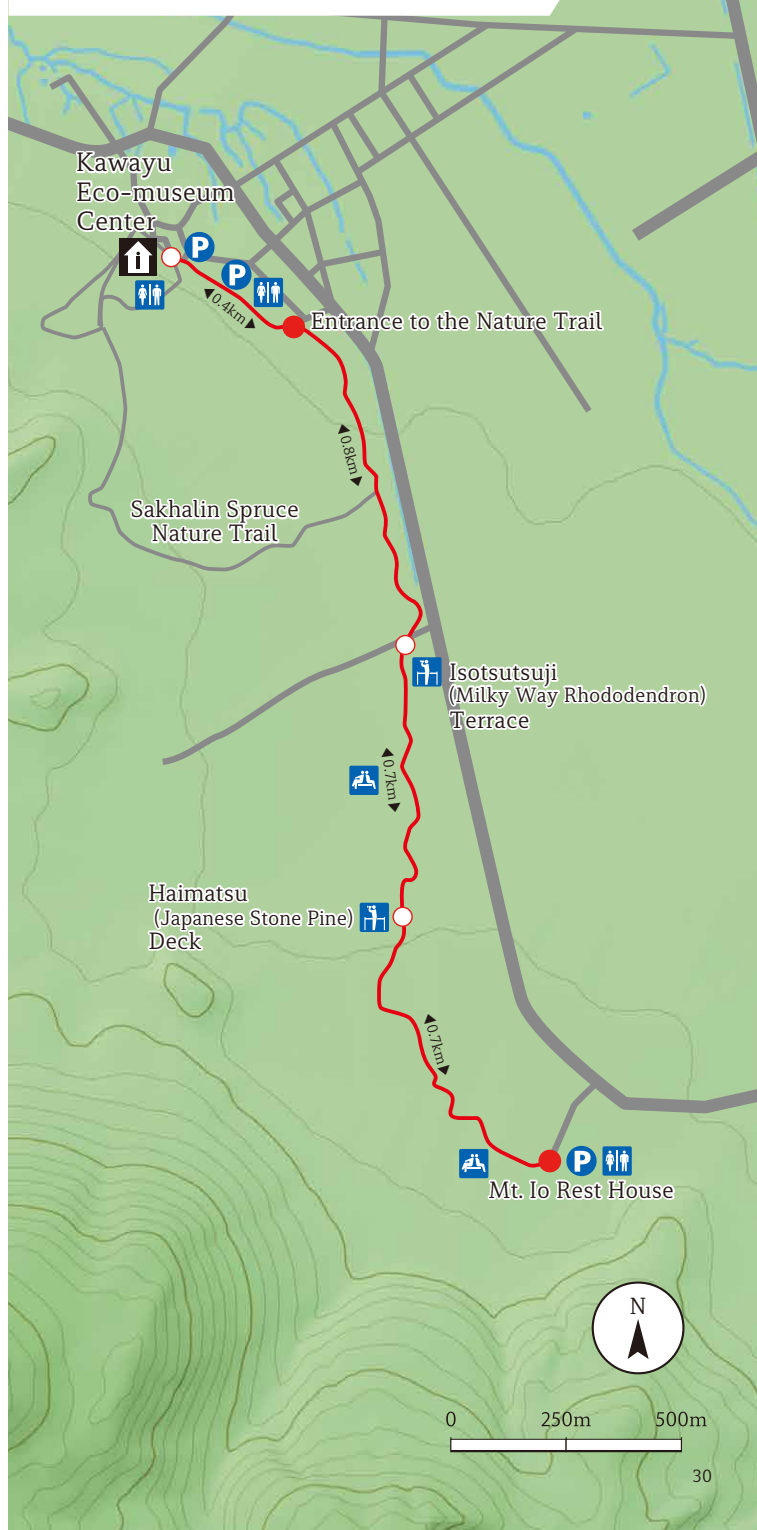 Kawayu
Eco-museum
Center
P
P
i
0.4km
Entrance to the Nature Trail
0.8km
Sakhalin Spruce
Nature Trail
Isotsutsuji
(Milky Way Rhododendron)
Terrace
0.7km
Haimatsu
(Japanese Stone Pine)
Deck
0.7km
P
Mt. Io Rest House
N
0 250m 500m
30